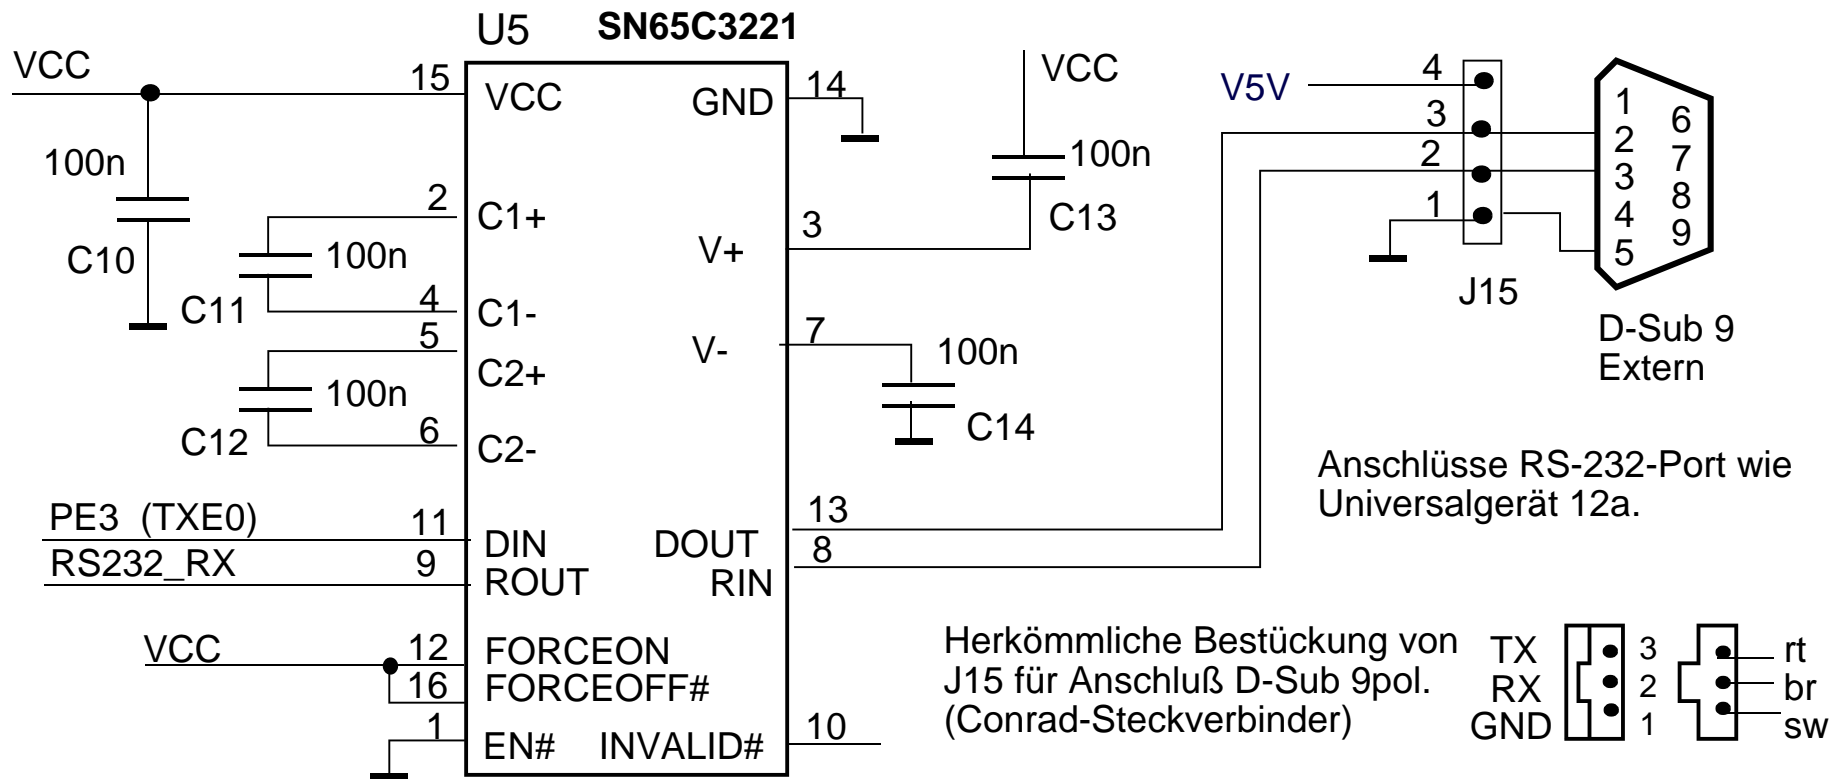 U5 SN65C3221
VCC
15
VCC
GND
14
VCC
V5V
4
3
2
1
J15
1
2
3
4
5
6
7
8
9
D-Sub 9
Extern
100n
C10
2
C1+
100n
C11
4
C1-
5
C2+
100n
C12
6
C2-
V+
3
100n
C13
V-
7
100n
C14
Anschlüsse RS-232-Port wie
Universalgerät 12a.
PE3 (TXE0)
11
DIN
DOUT
13
RS232_RX
9
ROUT
RIN
8
VCC
12
FORCEON
16
FORCEOFF#
1
EN#
INVALID#
10
Herkömmliche Bestückung von
J15 für Anschluß D-Sub 9pol.
(Conrad-Steckverbinder)
TX 3 rt
RX 2 br
GND 1 sw